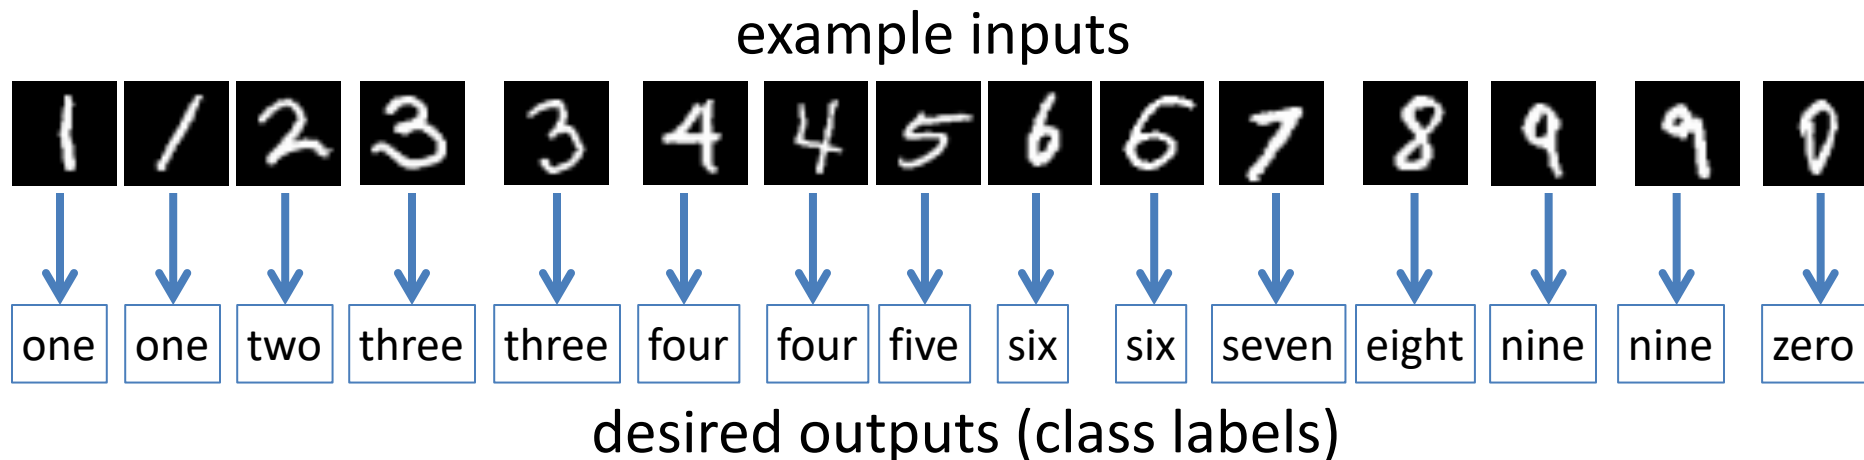 example inputs
1 / 2 3 3 4 4 5 6 6 7 8 9 9 0
one one two three three four four five six six seven eight nine nine zero
desired outputs (class labels)